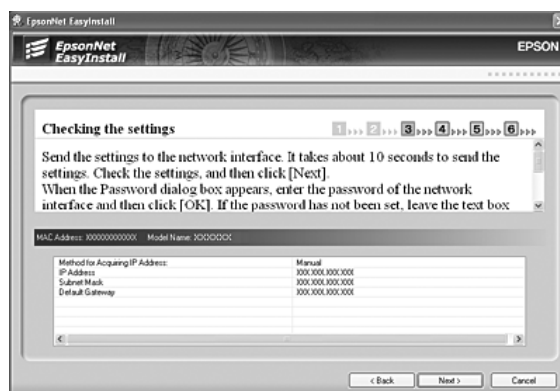 EpsonNet EasyInstall
EpsonNet
EasyInstall
EPSON
Checking the settings
1 2 3 4 5 6
Send the settings to the network interface. It takes about 10 seconds to send the
settings. Check the settings, and then click [Next].
When the Password dialog box appears, enter the password of the network
interface and then click [OK]. If the password has not been set, leave the text box
MAC Address: XXXXXXXXXXXX Model Name: XXXXXXX
Method for Acquiring IP Address: Manual
IP Address XXX.XXX.XXX.XXX
Subnet Mask XXX.XXX.XXX.XXX
Default Gateway XXX.XXX.XXX.XXX
< Back Next > Cancel